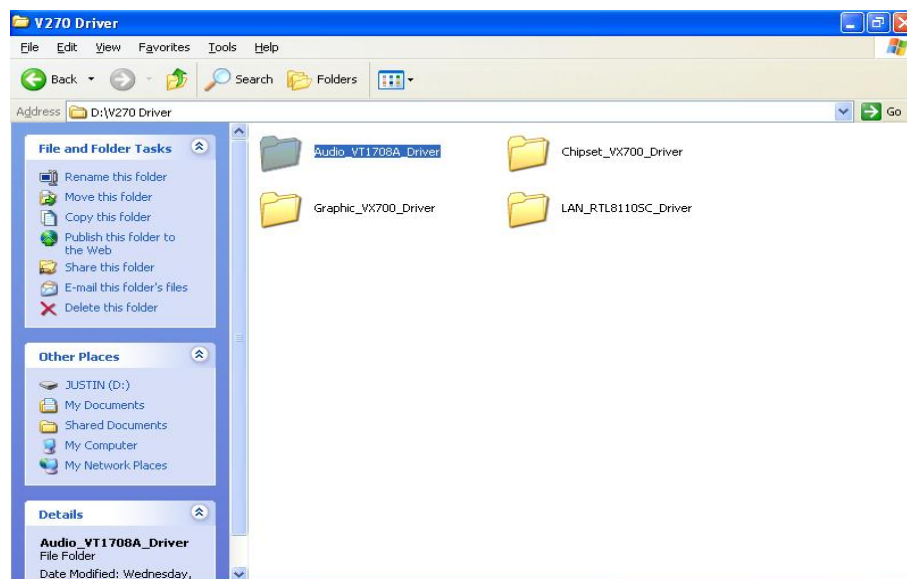 V270 Driver
File Edit View Favorites Tools Help
Back Search Folders
Address D:\V270 Driver Go
File and Folder Tasks
Rename this folder
Move this folder
Copy this folder
Publish this folder to
the Web
Share this folder
E-mail this folder's files
Delete this folder
Other Places
JUSTIN (D:)
My Documents
Shared Documents
My Computer
My Network Places
Details
Audio_VT1708A_Driver
File Folder
Date Modified: Wednesday,
Audio_VT1708A_Driver Chipset_VX700_Driver
Graphic_VX700_Driver LAN_RTL8110SC_Driver